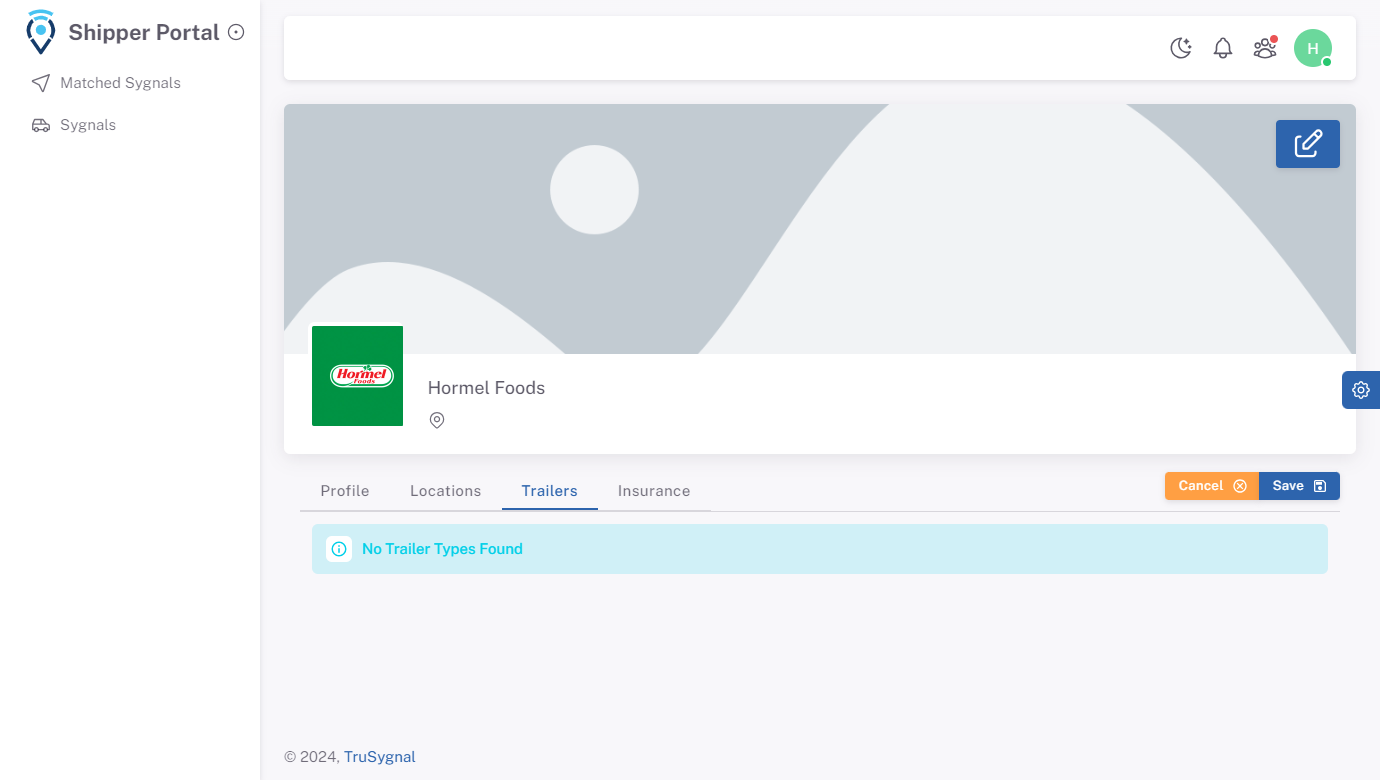 Shipper Portal
Matched Sygnals
Sygnals
H
Hormel
Foods
Hormel Foods
Profile
Locations
Trailers
Insurance
Cancel
Save
No Trailer Types Found
© 2024, TruSygnal